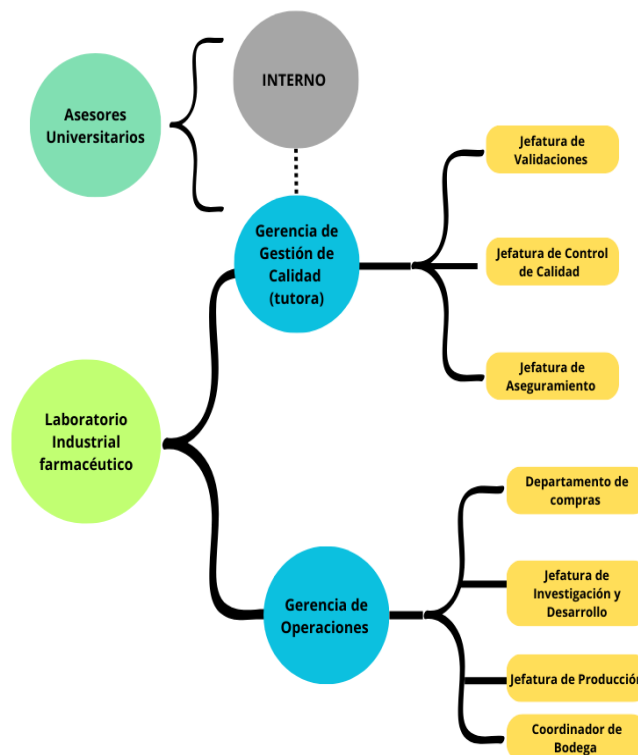 INTERNO
Asesores
Universitarios
Jefatura de
Validaciones
Gerencia de
Gestión de
Calidad
(tutora)
Jefatura de Control
de Calidad
Jefatura de
Aseguramiento
Laboratorio
Industrial
farmacéutico
Departamento de
compras
Jefatura de
Investigación y
Desarrollo
Gerencia de
Operaciones
Jefatura de Producción
Coordinador de
Bodega